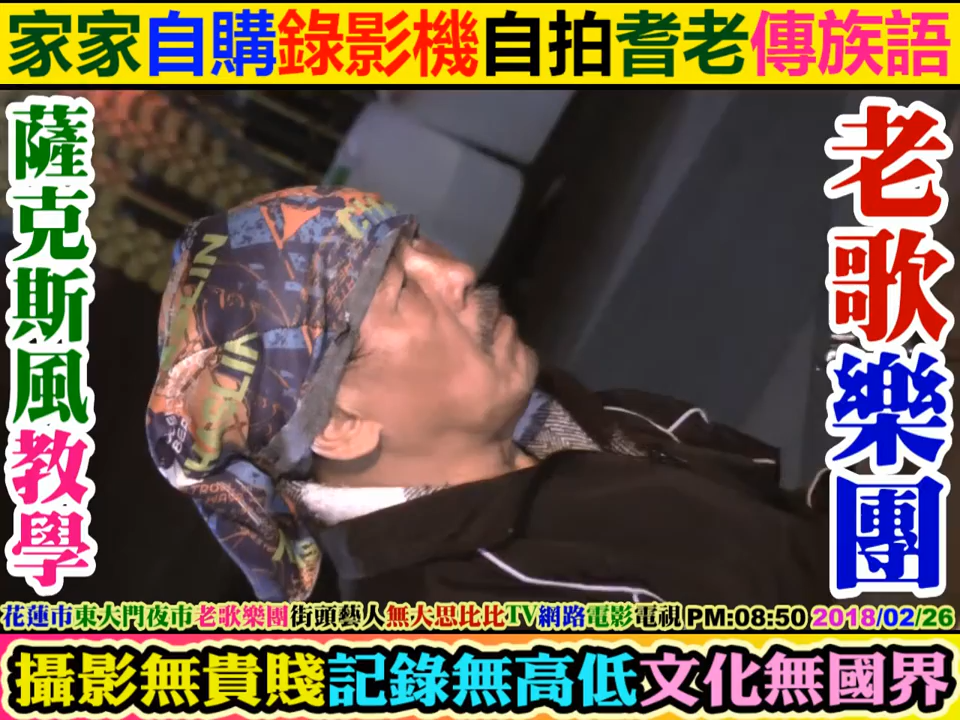 家家自購錄影機自拍耆老傳族語
薩克斯風教學
老歌樂團
花蓮市東大門夜市老歌樂團街頭藝人無大思比比TV網路電影電視 PM:08:50 2018/02/26
攝影無貴賤記錄無高低文化無國界